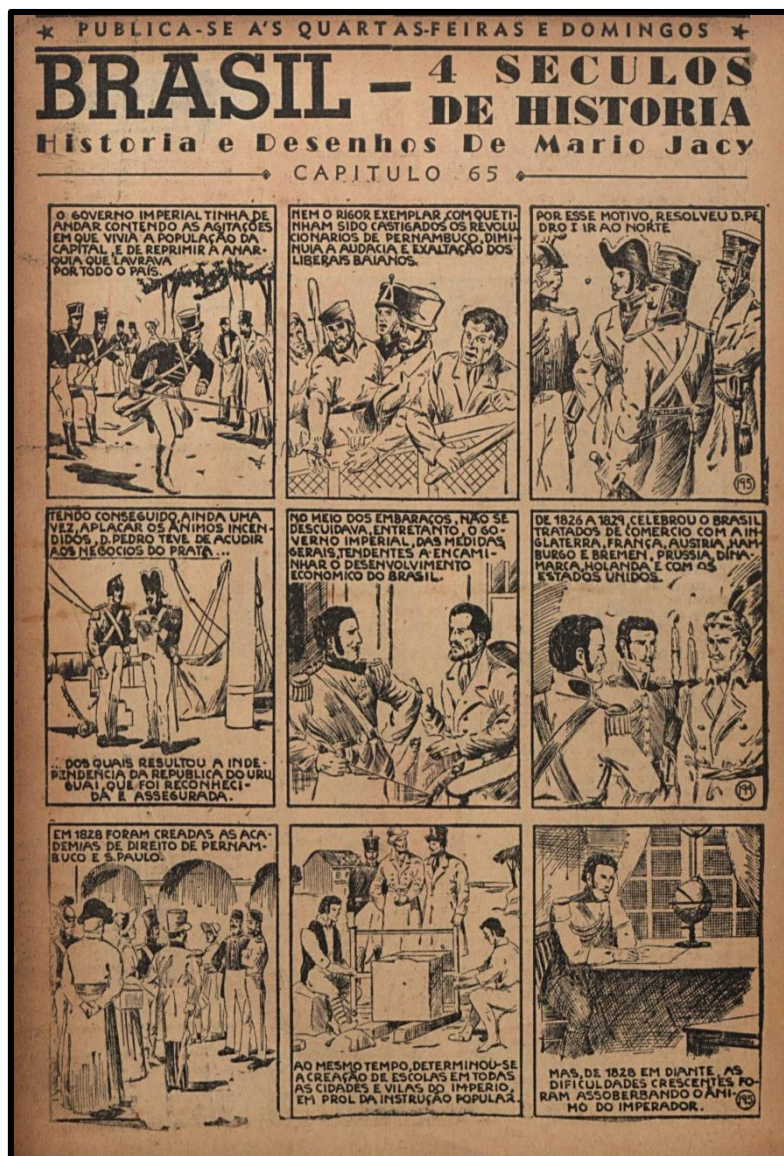 ★ PUBLICA-SE A'S QUARTAS-FEIRAS E DOMINGOS ★
BRASIL – 4 SECULOS
DE HISTORIA
Historia e Desenhos De Mario Jacy
CAPITULO 65
O GOVERNO IMPERIAL TINHA DE
ANDAR CONTENDO AS AGITAÇÕES
EM QUE VIVIA A POPULAÇÃO DA
CAPITAL, E DE REPRIMIR A ANAR-
QUIA QUE LAVRAVA
POR TODO O PAÍS.
NEM O RIGOR EXEMPLAR, COM QUE TI-
NHAM SIDO CASTIGADOS OS REVOLU-
CIONARIOS DE PERNAMBUCO, DIMI-
NUIA A AUDACIA E EXALTAÇÃO DOS
LIBERAIS BAIANOS.
POR ESSE MOTIVO, RESOLVEU D. PE
DRO I IR AO NORTE
195
TENDO CONSEGUIDO, AINDA UMA
VEZ, APLACAR OS ÂNIMOS INCEN-
DIDOS, D. PEDRO TEVE DE ACUDIR
AOS NEGOCIOS DO PRATA...
...DOS QUAIS RESULTOU A INDE-
PENDENCIA DA REPUBLICA DO URU
GUAI, QUE FOI RECONHECI-
DA E ASSEGURADA.
NO MEIO DOS EMBARAÇOS, NÃO SE
DESCUIDAVA, ENTRETANTO, O GO-
VERNO IMPERIAL, DAS MEDIDAS
GERAIS, TENDENTES A ENCAMI-
NHAR O DESENVOLVIMENTO
ECONOMICO DO BRASIL.
DE 1826 A 1829, CELEBROU O BRASIL
TRATADOS DE COMERCIO COM A IN-
GLATERRA, FRANÇA, AUSTRIA, HAM-
BURGO E BREMEN, PRUSSIA, DINA-
MARCA, HOLANDA E COM OS
ESTADOS UNIDOS.
194
EM 1828 FORAM CREADAS AS ACA-
DEMIAS DE DIREITO DE PERNAM-
BUCO E S. PAULO.
AO MESMO TEMPO, DETERMINOU-SE
A CREAÇÃO DE ESCOLAS EM TODAS
AS CIDADES E VILAS DO IMPERIO,
EM PROL DA INSTRUÇÃO POPULAR.
MAS, DE 1828 EM DIANTE, AS
DIFICULDADES CRESCENTES FO-
RAM ASSOBERBANDO O ANI-
MO DO IMPERADOR.
195